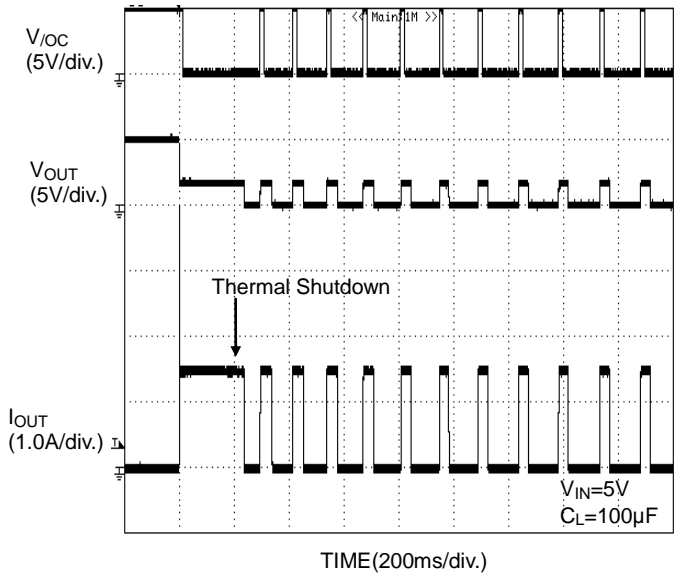 << Main:1M >>
V/OC
(5V/div.)
VOUT
(5V/div.)
Thermal Shutdown
IOUT
(1.0A/div.)
VIN=5V
CL=100µF
TIME(200ms/div.)